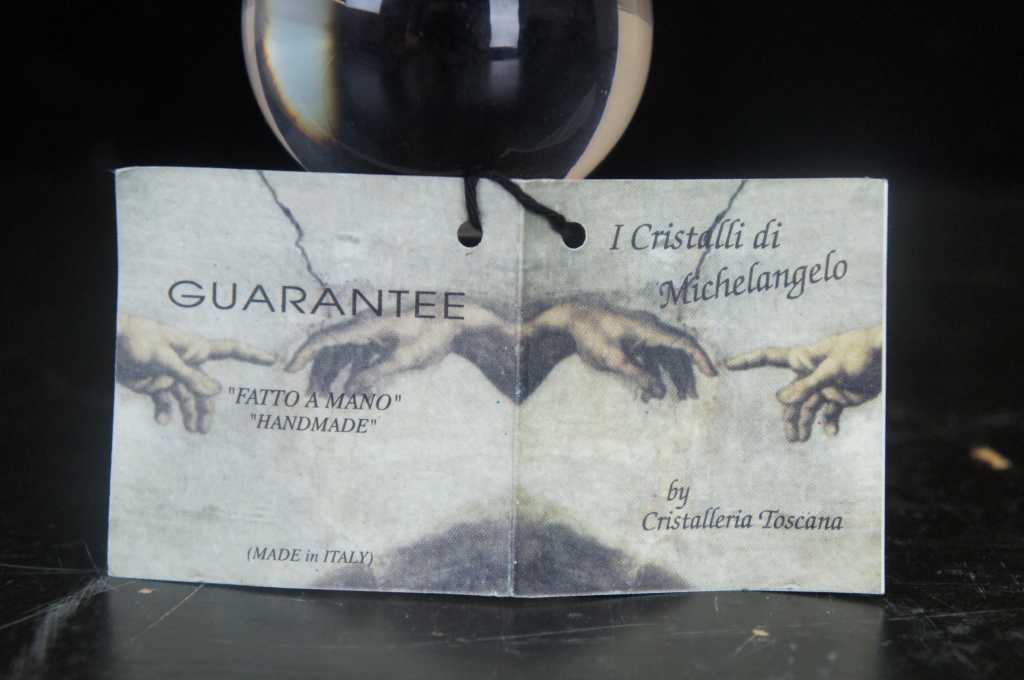 GUARANTEE
"FATTO A MANO"
"HANDMADE"
(MADE in ITALY)
I Cristalli di
Michelangelo
by
Cristalleria Toscana